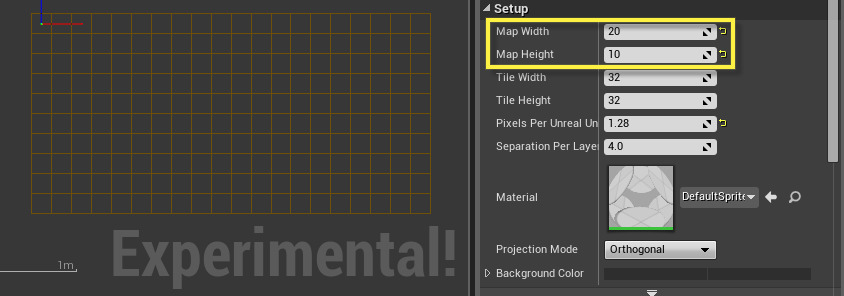 Setup
Map Width 20
Map Height 10
Tile Width 32
Tile Height 32
Pixels Per Unreal Un 1.28
Separation Per Laye 4.0
Material DefaultSprite
Projection Mode Orthogonal
Background Color
Experimental!
1m